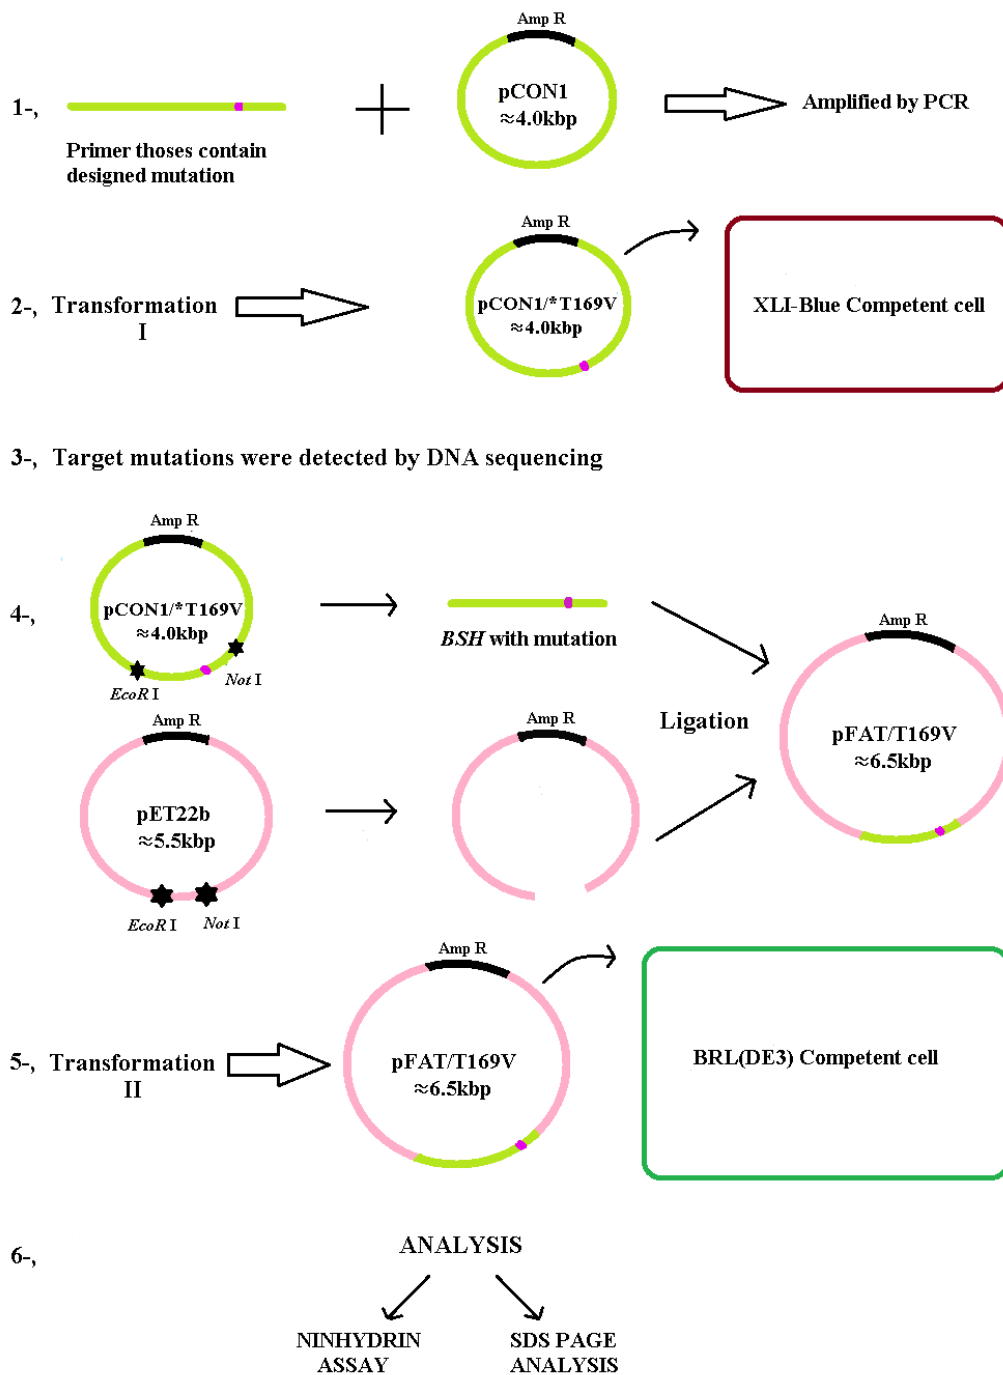 Amp R
1-,
pCON1
≈4.0kbp
Amplified by PCR
Primer thoses contain
designed mutation
Amp R
2-, Transformation
I
pCON1/*T169V
≈4.0kbp
XLI-Blue Competent cell
3-, Target mutations were detected by DNA sequencing
Amp R
4-,
pCON1/*T169V
≈4.0kbp
EcoR I
Not I
BSH with mutation
Amp R
pET22b
≈5.5kbp
EcoR I
Not I
Amp R
Ligation
Amp R
pFAT/T169V
≈6.5kbp
Amp R
5-, Transformation
II
pFAT/T169V
≈6.5kbp
BRL(DE3) Competent cell
6-,
ANALYSIS
NINHYDRIN
ASSAY
SDS PAGE
ANALYSIS